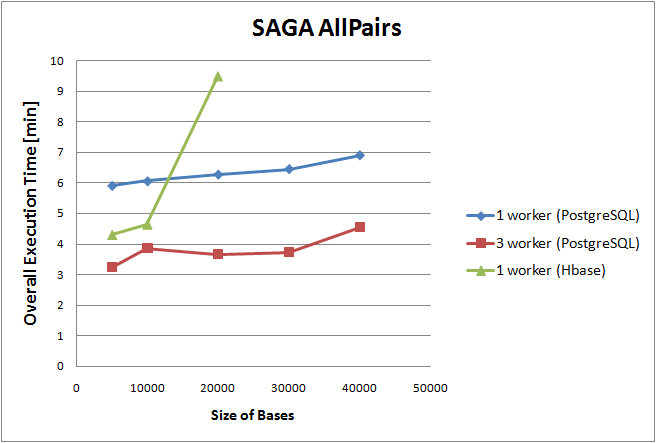 SAGA AllPairs
Overall Execution Time [min]
10
9
8
7
6
5
4
3
2
1
0
0 10000 20000 30000 40000 50000
Size of Bases
1 worker (PostgreSQL)
3 worker (PostgreSQL)
1 worker (Hbase)